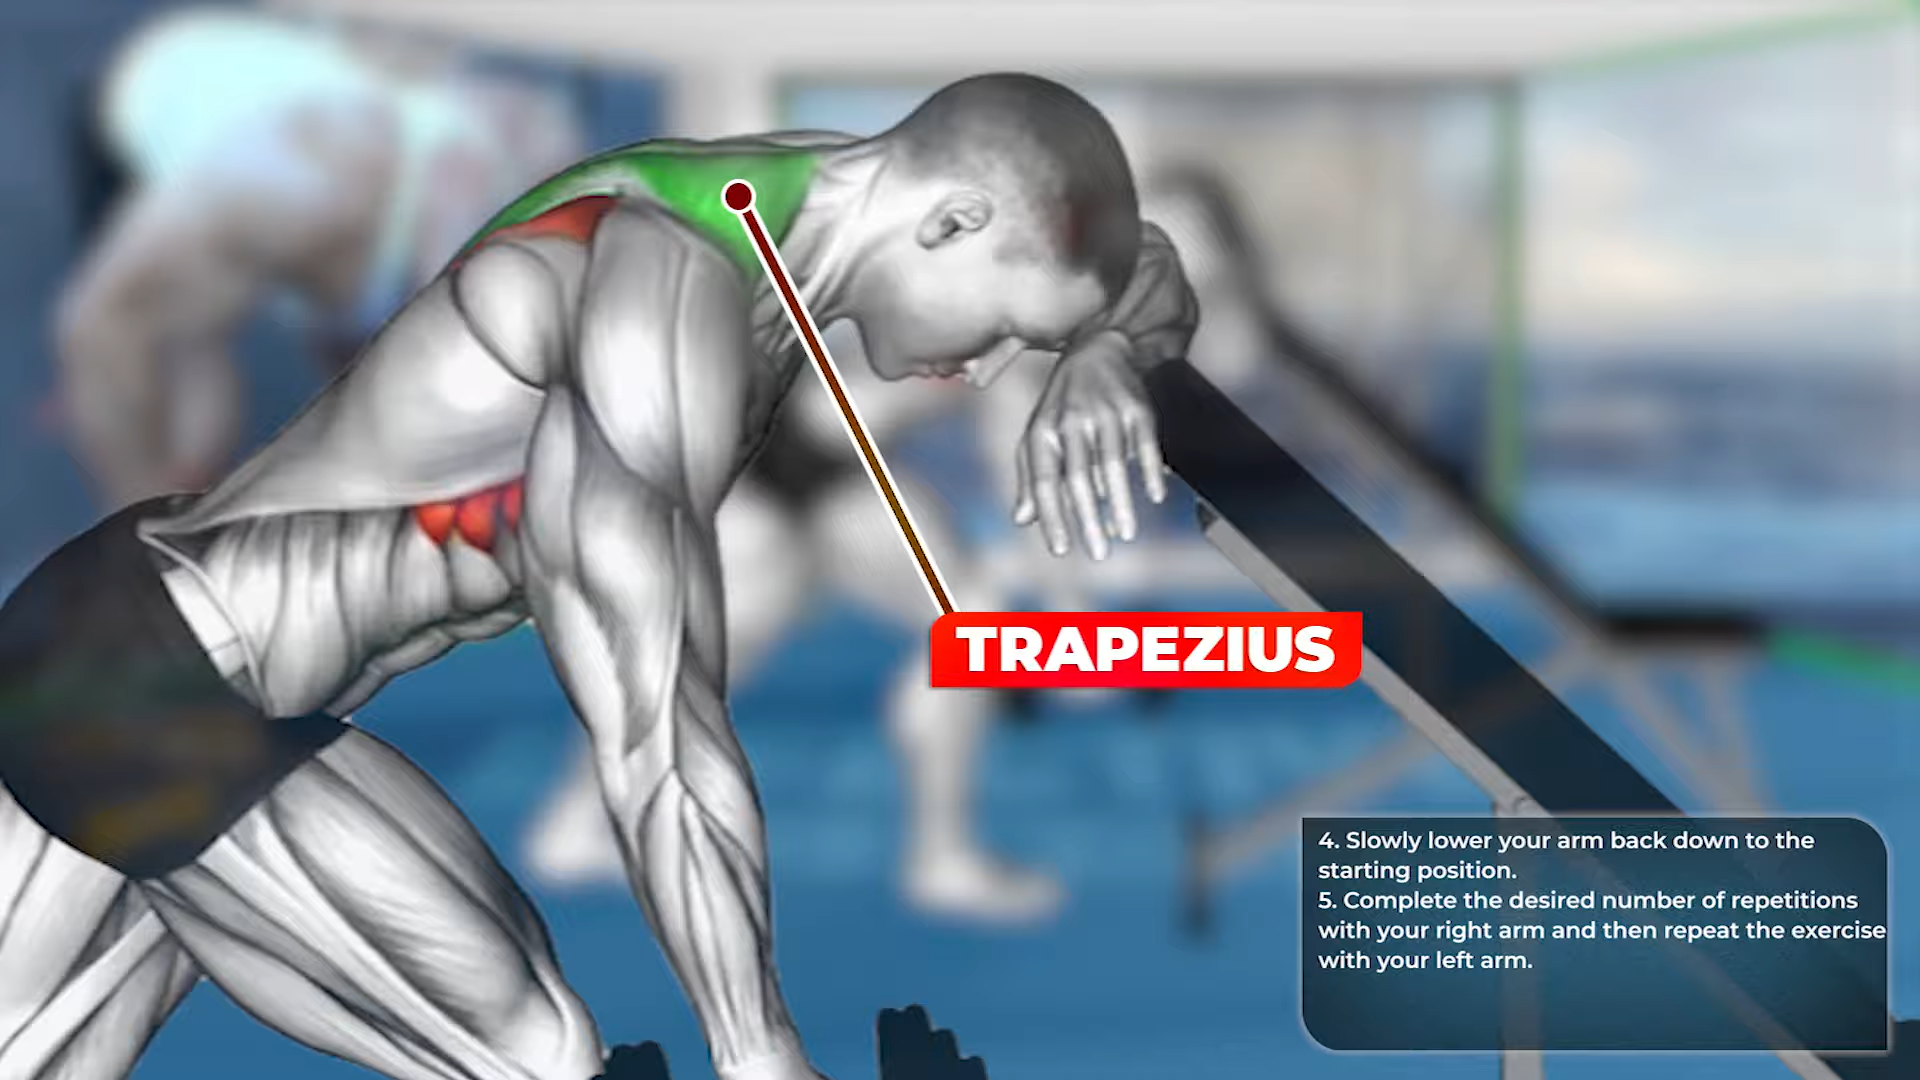 TRAPEZIUS
4. Slowly lower your arm back down to the
starting position.
5. Complete the desired number of repetitions
with your right arm and then repeat the exercise
with your left arm.